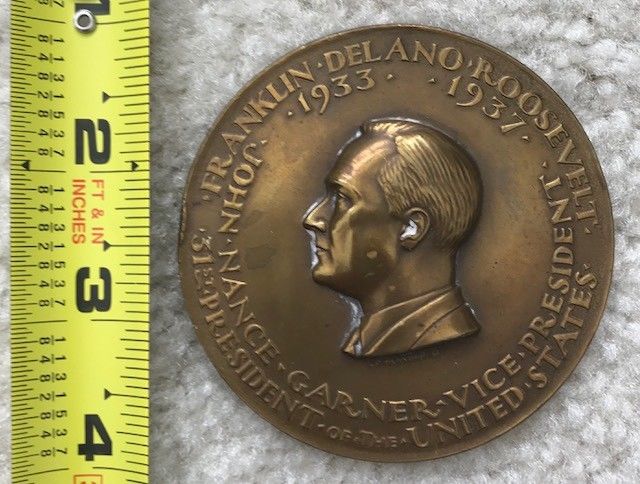 FRANKLIN·DELANO·ROOSEVELT·
·1933· ·1937·
JOHN·NANCE·GARNER·VICE·PRESIDENT
31ST·PRESIDENT·OF·THE·UNITED·STATES·
1
2
FT & IN
INCHES
3
4